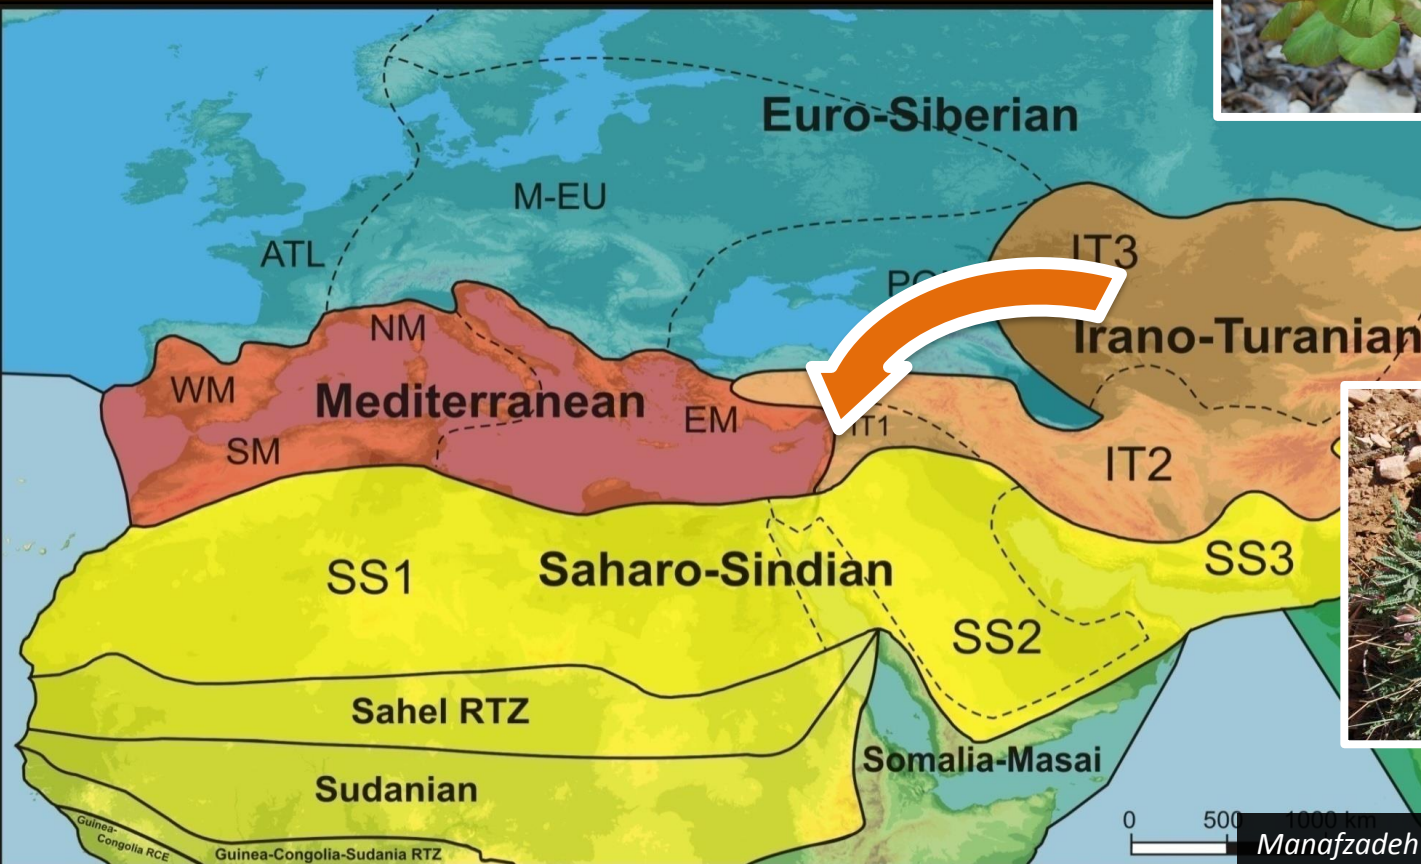 Euro-Siberian
M-EU
ATL
IT3
NM
Irano-Turanian
WM
Mediterranean
EM
IT1
SM
IT2
SS1
Saharo-Sindian
SS3
SS2
Sahel RTZ
Somalia-Masai
Sudanian
Guinea-
Congolia RCE
Guinea-Congolia-Sudania RTZ
0 500 1000 km
Manafzadeh